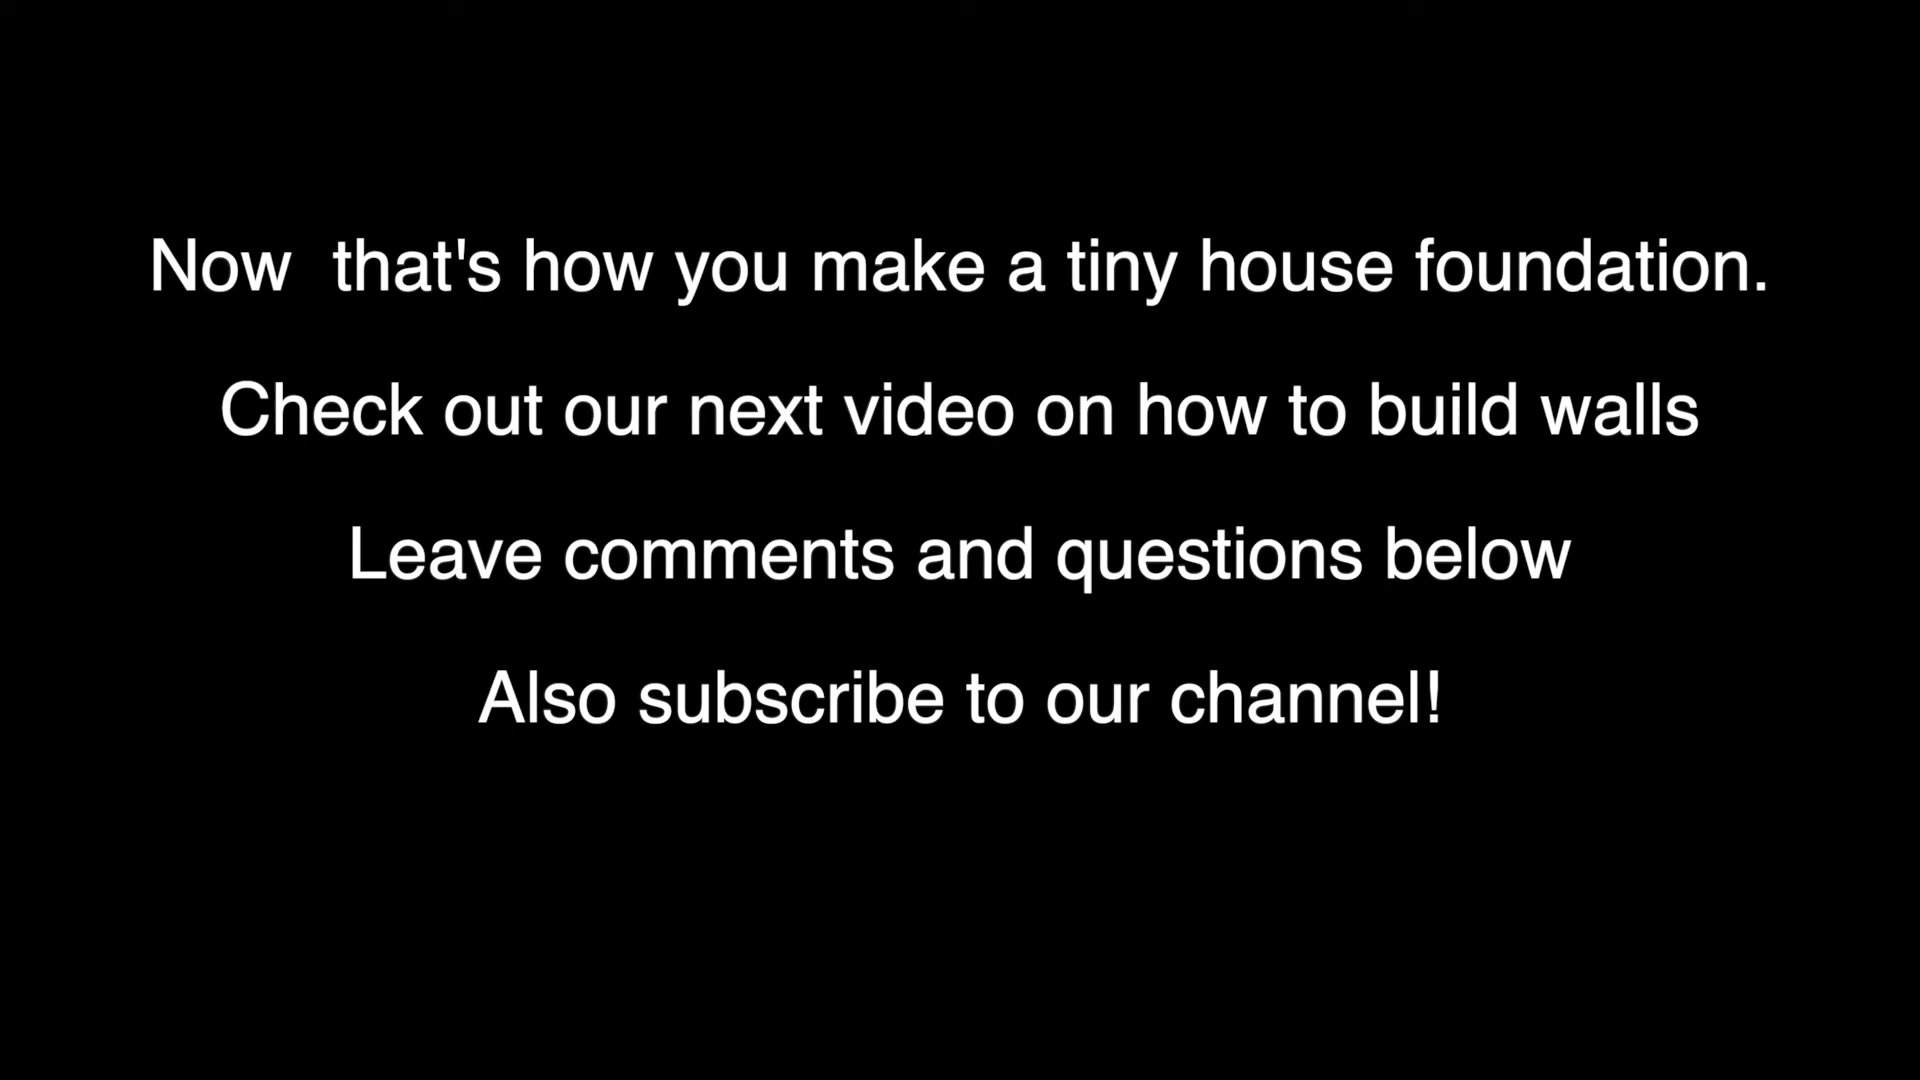 Now  that's how you make a tiny house foundation.
Check out our next video on how to build walls
Leave comments and questions below
Also subscribe to our channel!